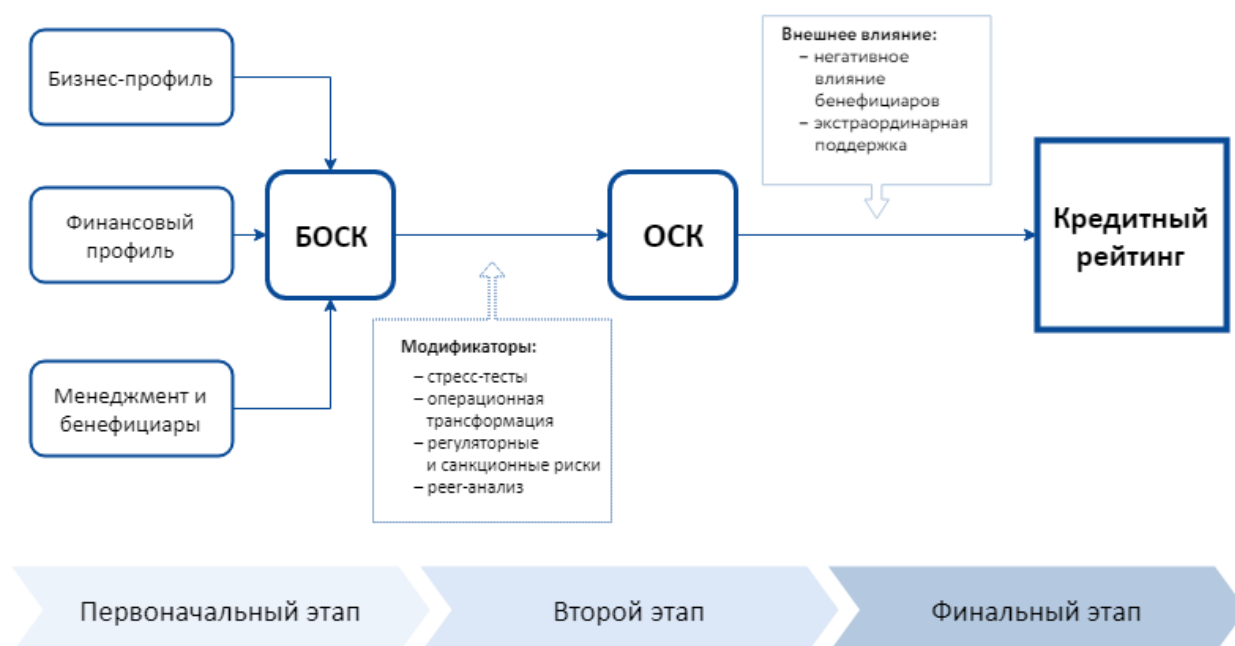 Бизнес-профиль
Финансовый
профиль
Менеджмент и
бенефициары
БОСК
Модификаторы:
– стресс-тесты
– операционная
трансформация
– регуляторные
и санкционные риски
– peer-анализ
ОСК
Внешнее влияние:
– негативное
влияние
бенефициаров
– экстраординарная
поддержка
Кредитный
рейтинг
Первоначальный этап
Второй этап
Финальный этап